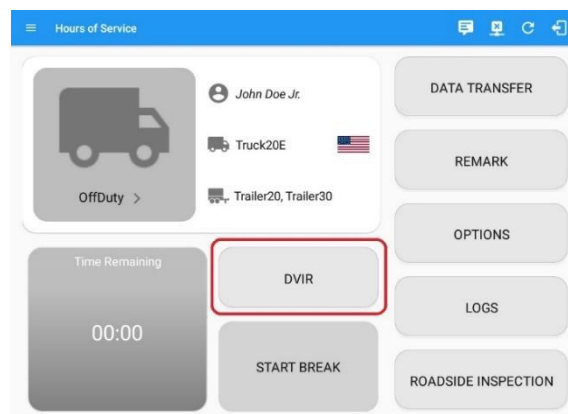 Hours of Service
John Doe Jr.
Truck20E
OffDuty >
Trailer20, Trailer30
Time Remaining
00:00
DVIR
START BREAK
DATA TRANSFER
REMARK
OPTIONS
LOGS
ROADSIDE INSPECTION